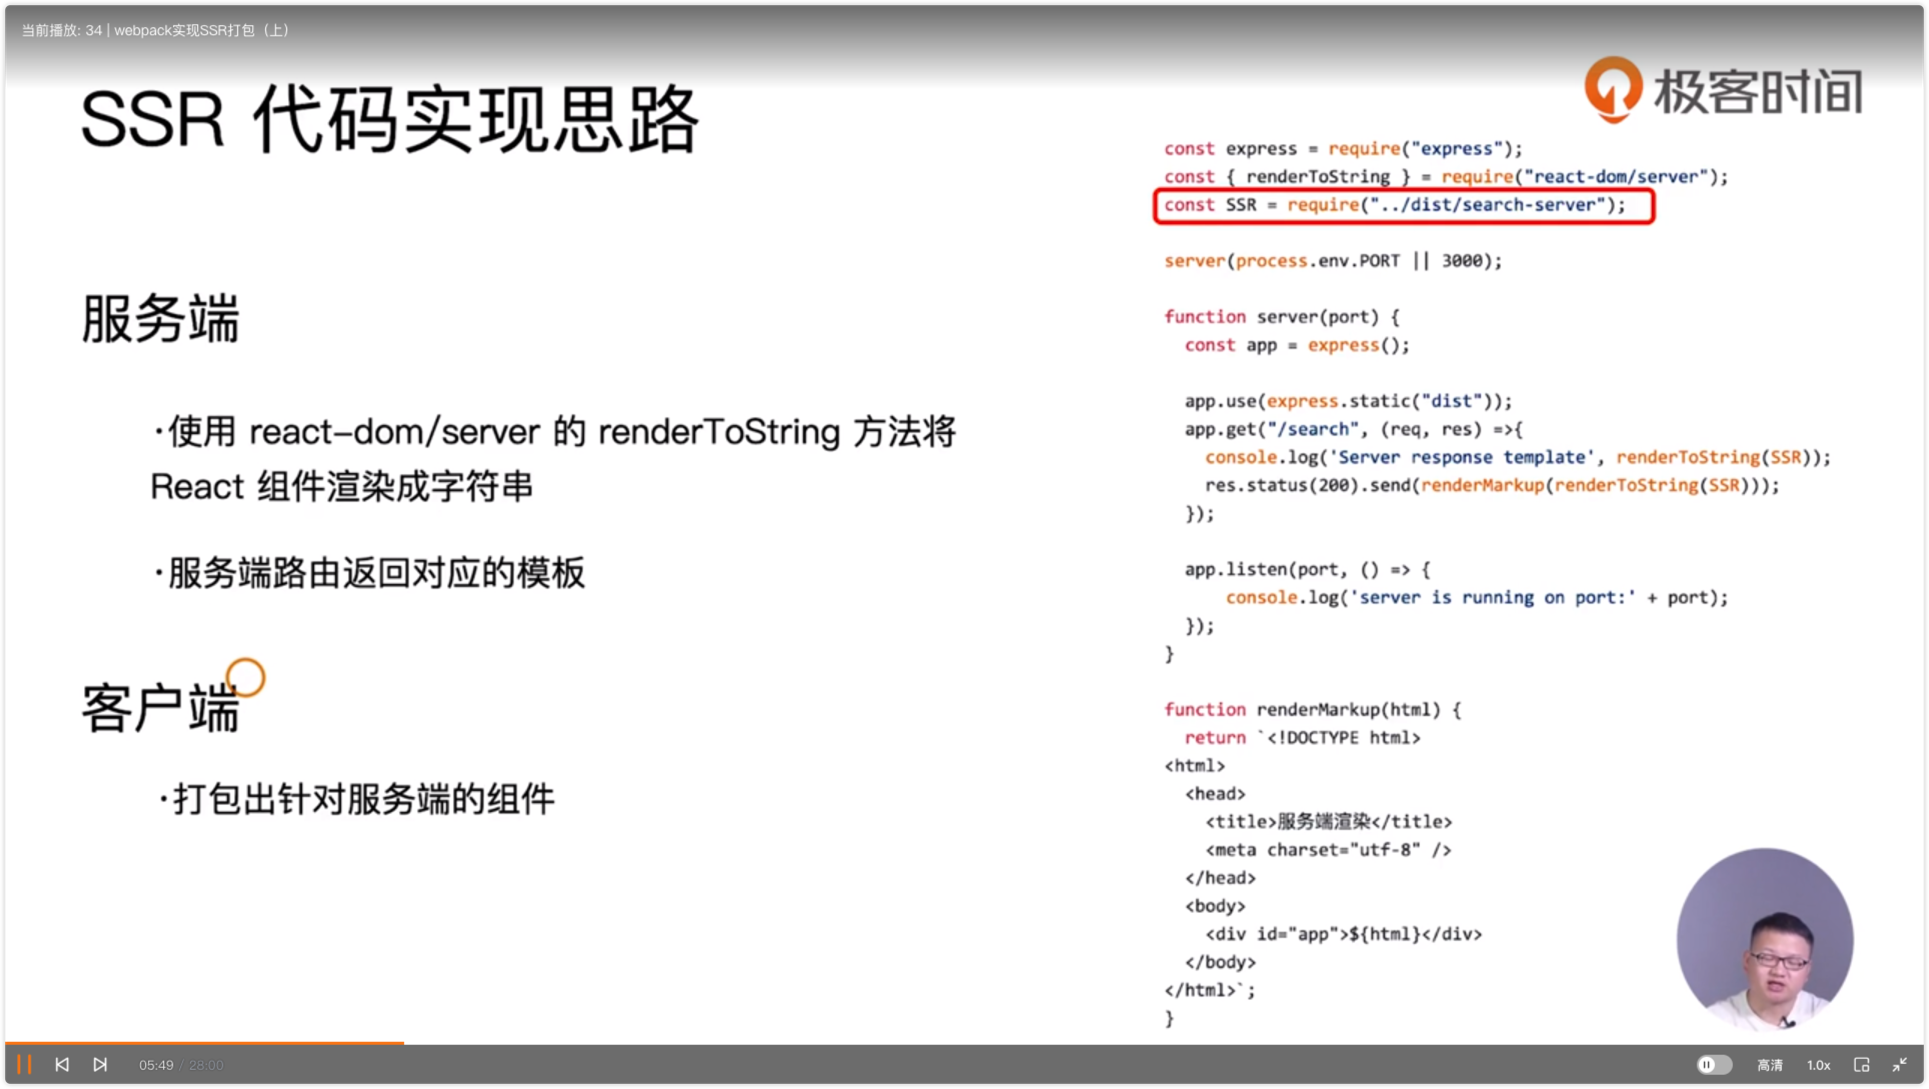 当前播放: 34 | webpack实现SSR打包（上）
极客时间
SSR 代码实现思路
服务端
·使用 react-dom/server 的 renderToString 方法将
React 组件渲染成字符串
·服务端路由返回对应的模板
客户端
·打包出针对服务端的组件
const express = require("express");
const { renderToString } = require("react-dom/server");
const SSR = require("../dist/search-server");
server(process.env.PORT || 3000);
function server(port) {
const app = express();
app.use(express.static("dist"));
app.get("/search", (req, res) =>{
console.log('Server response template', renderToString(SSR));
res.status(200).send(renderMarkup(renderToString(SSR)));
});
app.listen(port, () => {
console.log('server is running on port:' + port);
});
}
function renderMarkup(html) {
return `<!DOCTYPE html>
<html>
<head>
<title>服务端渲染</title>
<meta charset="utf-8" />
</head>
<body>
<div id="app">${html}</div>
</body>
</html>`;
}
05:49 / 28:00
高清
1.0x